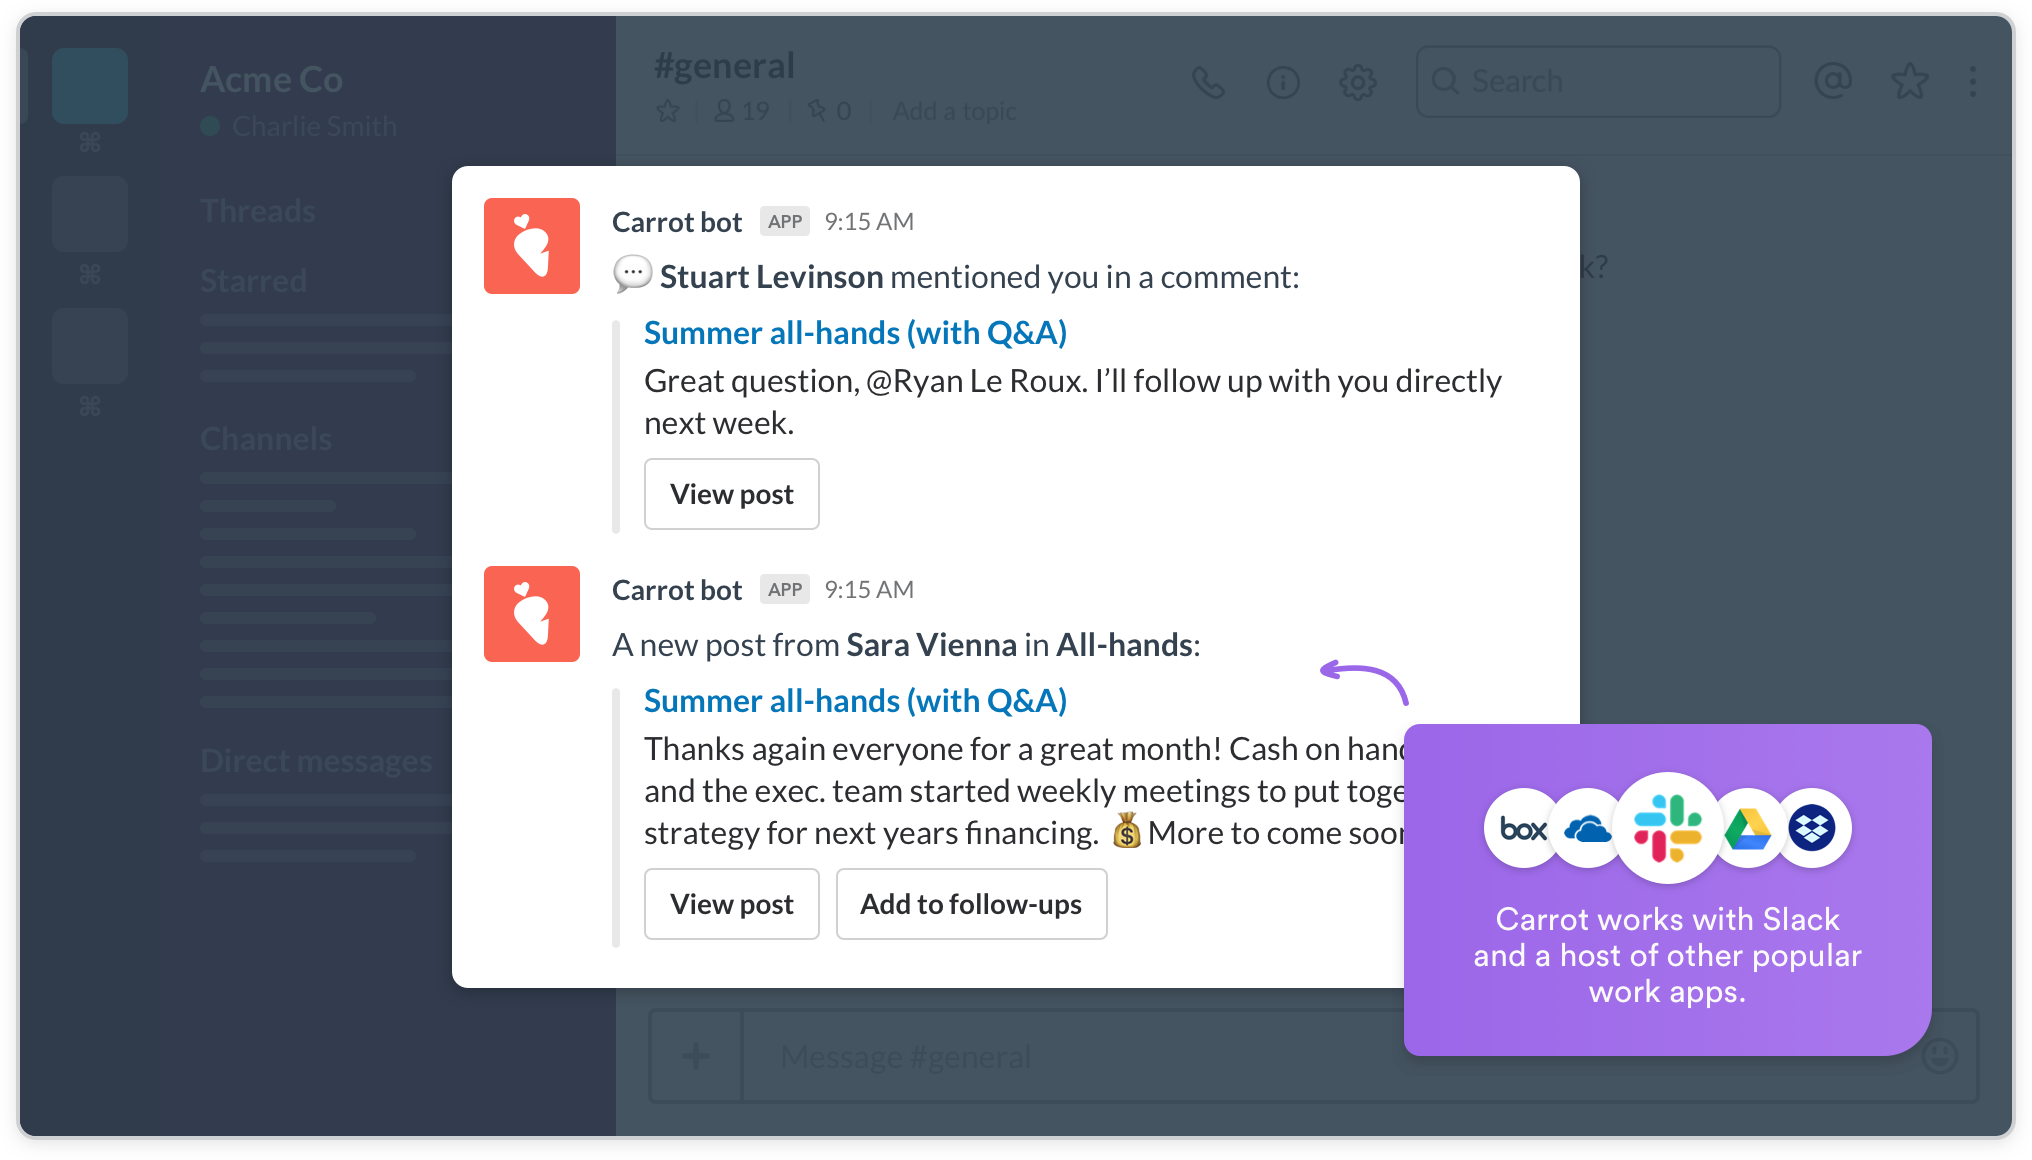 Acme Co
Charlie Smith
Threads
Starred
Channels
Direct messages
#general
19
0
Add a topic
Search
k?
Carrot bot APP 9:15 AM
Stuart Levinson mentioned you in a comment:
Summer all-hands (with Q&A)
Great question, @Ryan Le Roux. I’ll follow up with you directly
next week.
View post
Carrot bot APP 9:15 AM
A new post from Sara Vienna in All-hands:
Summer all-hands (with Q&A)
Thanks again everyone for a great month! Cash on hand
and the exec. team started weekly meetings to put toge
strategy for next years financing. 💰 More to come soon
View post
Add to follow-ups
box
Carrot works with Slack
and a host of other popular
work apps.
Message #general